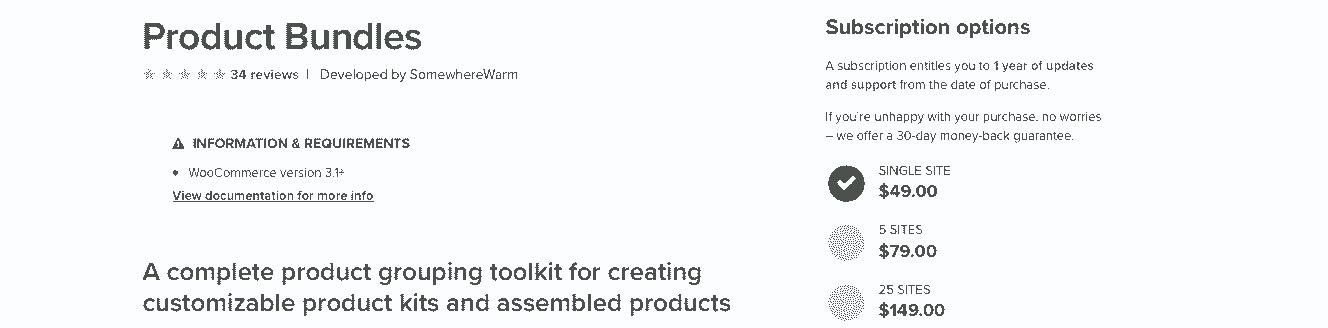 Product Bundles
34 reviews | Developed by SomewhereWarm
INFORMATION & REQUIREMENTS
• WooCommerce version 3.1+
View documentation for more info
A complete product grouping toolkit for creating
customizable product kits and assembled products
Subscription options
A subscription entitles you to 1 year of updates
and support from the date of purchase.
If you're unhappy with your purchase, no worries
– we offer a 30-day money-back guarantee.
SINGLE SITE
$49.00
5 SITES
$79.00
25 SITES
$149.00